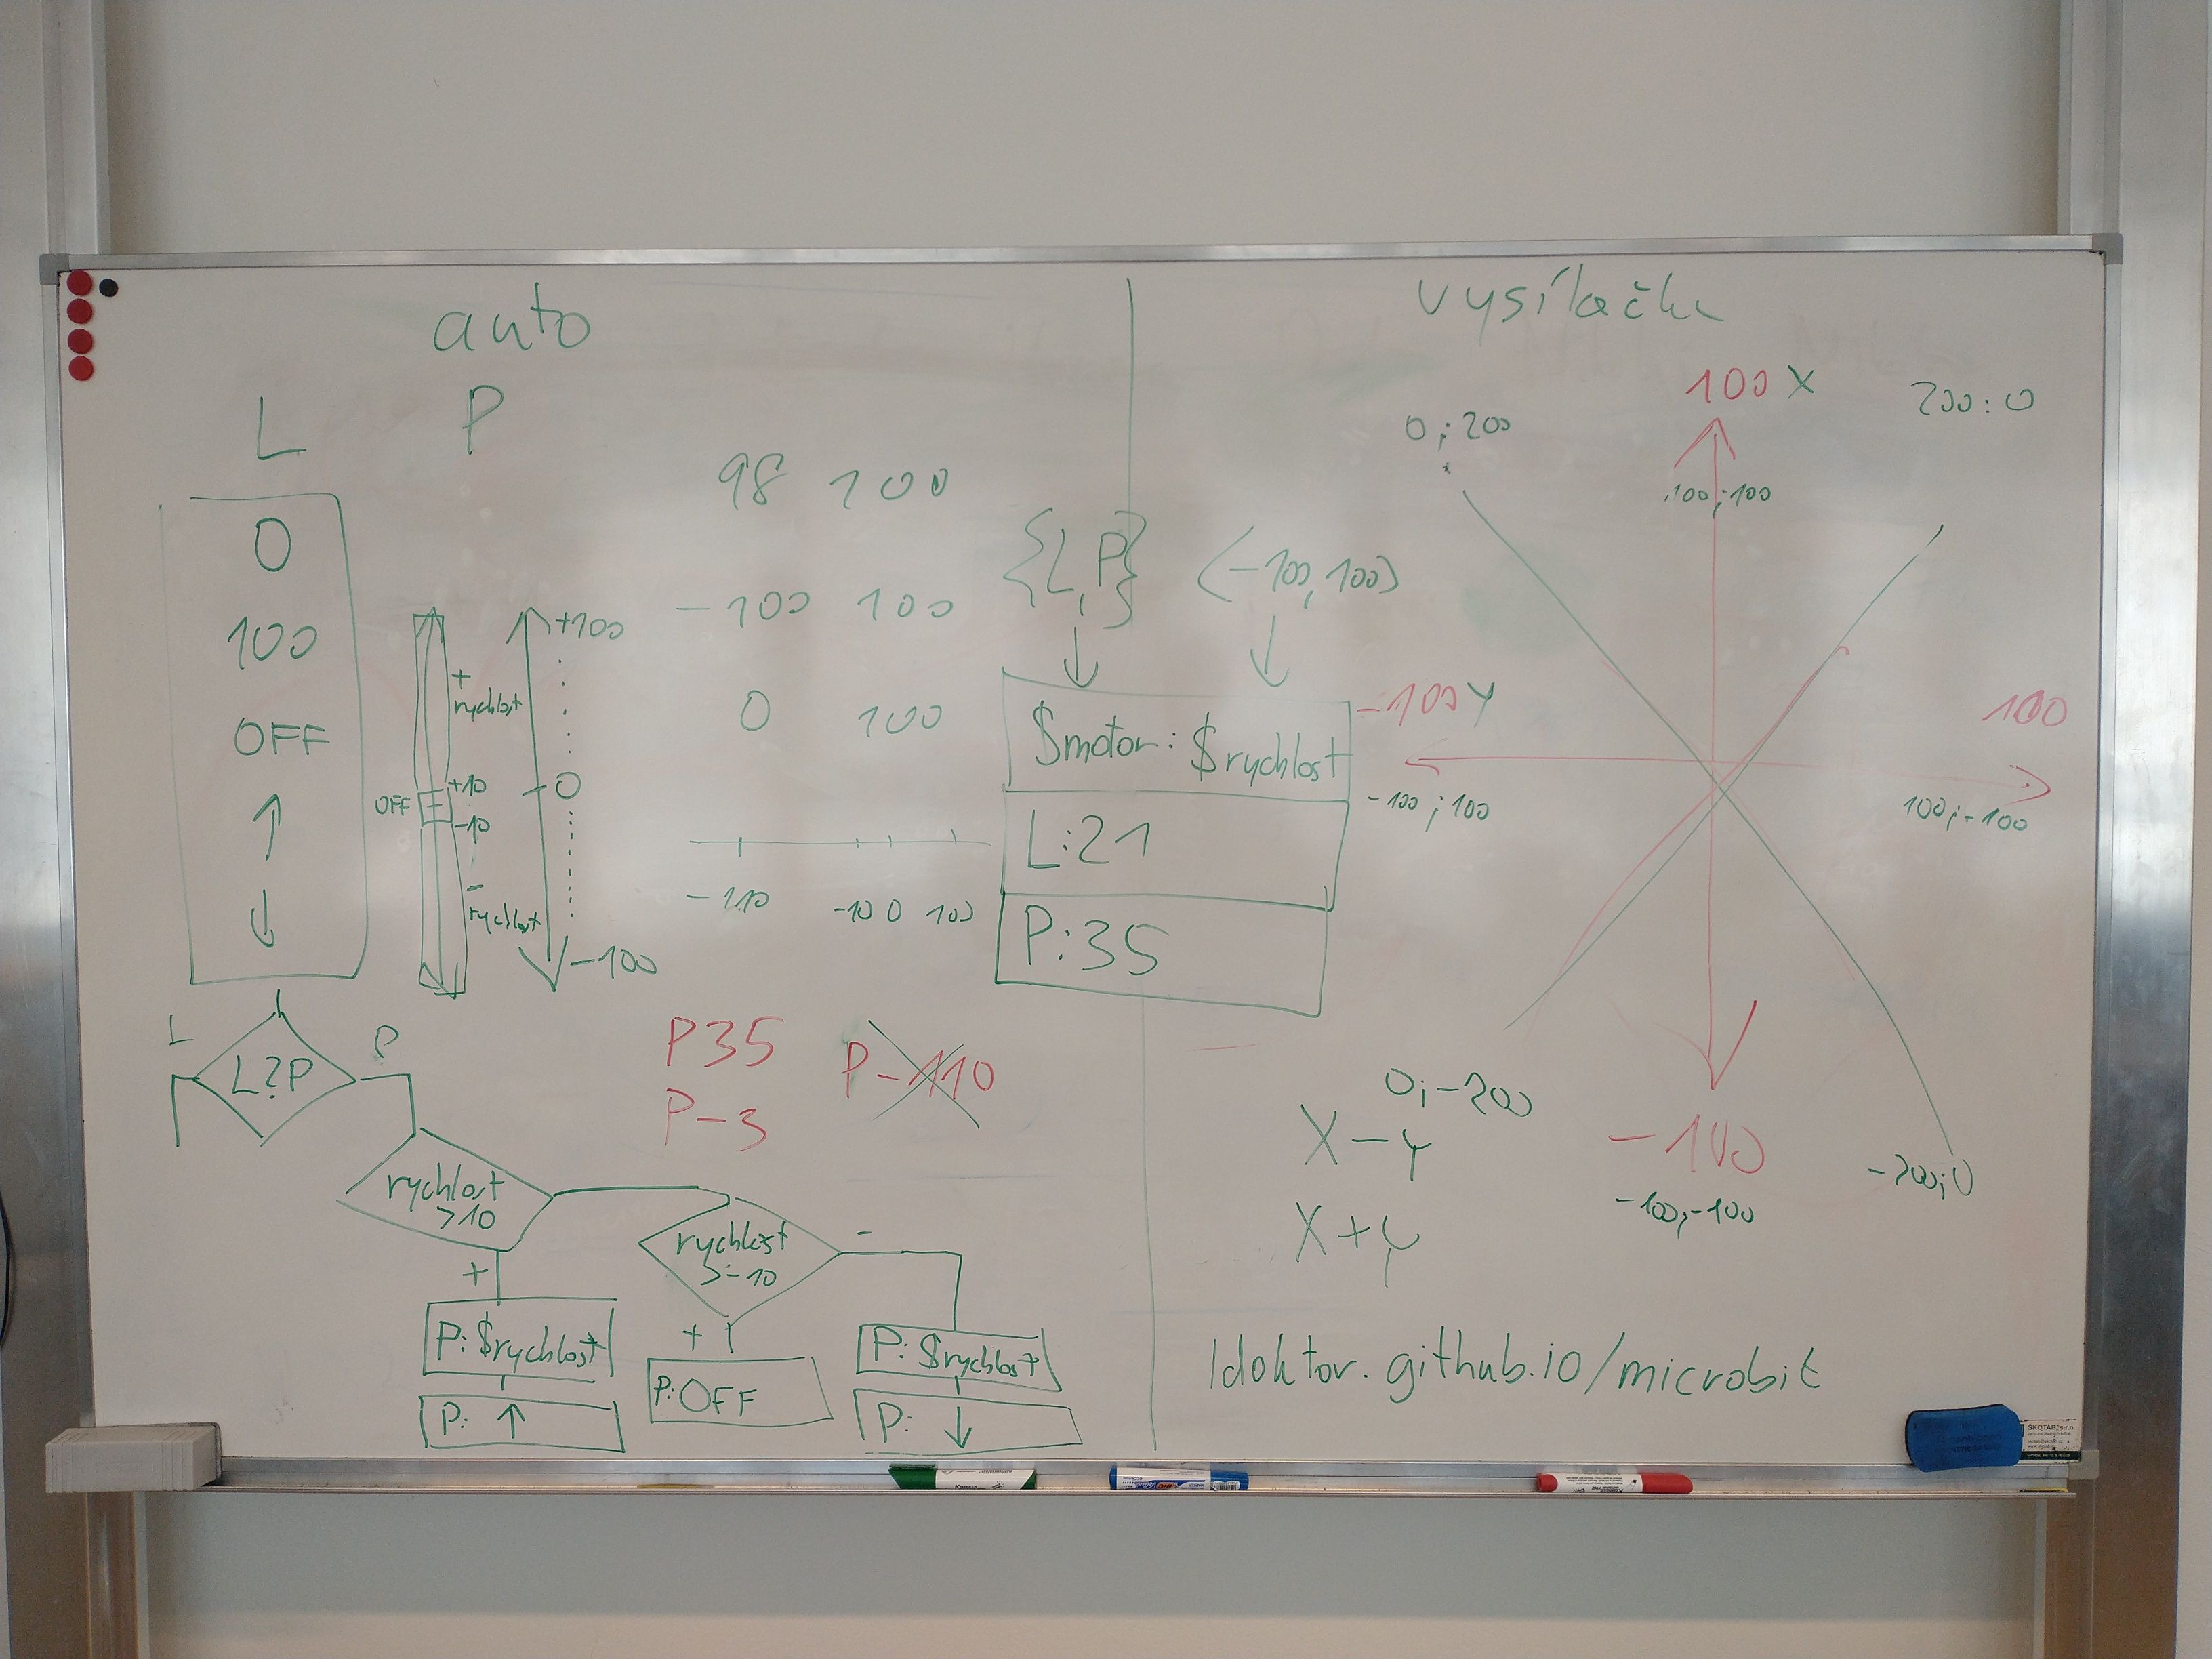 auto
L
P
0
100
OFF
↑
↓
+
rychlost
+10
OFF
-10
-
rychlost
+100
0
-100
98 100
-100 100
0 100
-110 -10 0 100
{L,P}
(-100,100)
$motor: $rychlost
L:21
P:35
L
L?P
P
P35
P-3
P-110
rychlost
>10
+
P: $rychlost
P: ↑
rychlost
>-10
+
-
P: OFF
P: $rychlost
P: ↓
vysílačka
100 X
0;200
200:0
100;100
-100 Y
100
-100;100
100;-100
0;-200
-100
-100;-100
-200;0
X-Y
X+Y
ldoktor.github.io/microbit
ŠKOTAB, s.r.o.